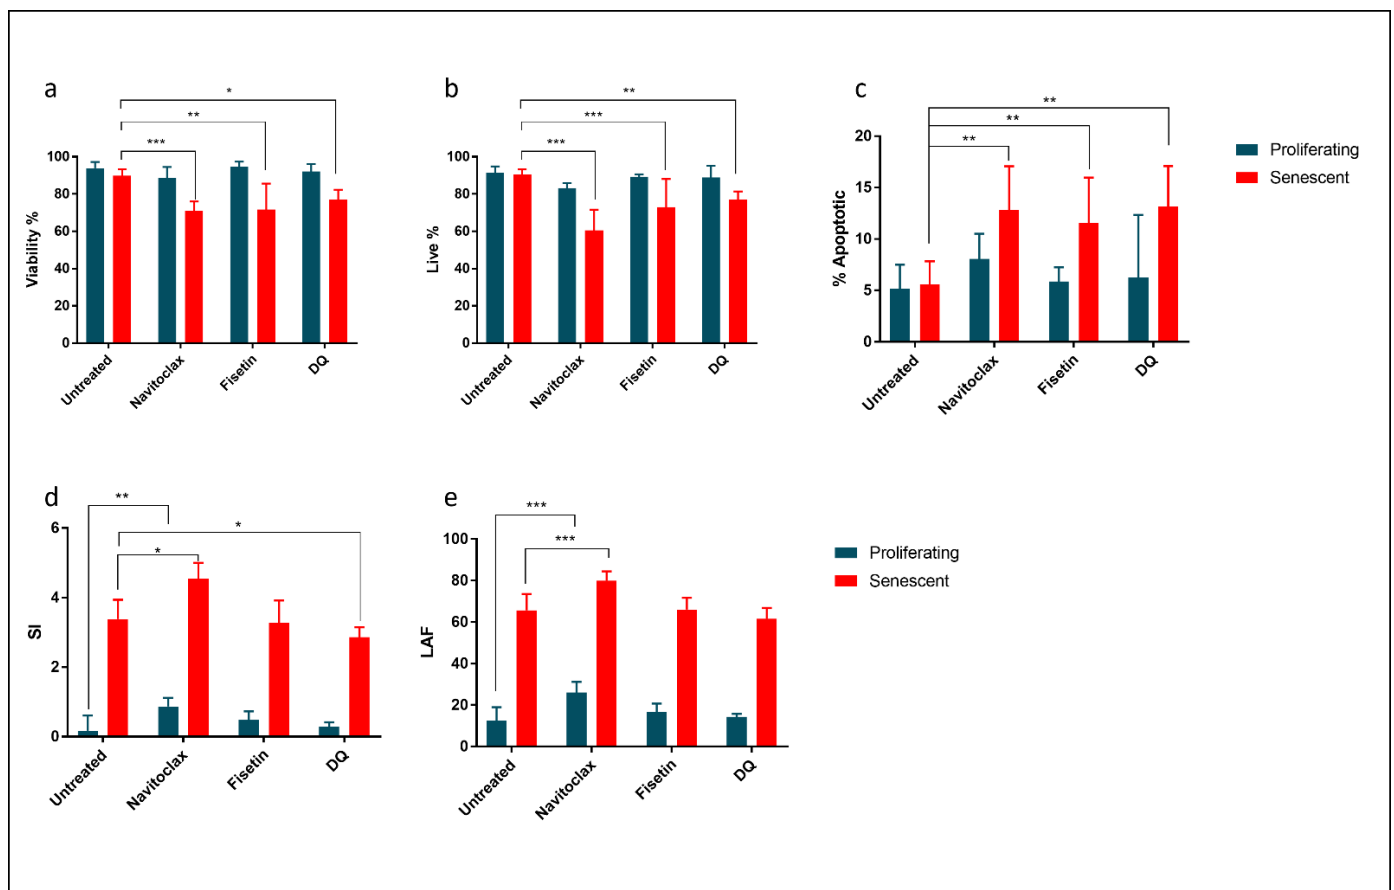 a
*
**
***
100
80
60
40
20
0
Viability %
Untreated
Navitoclax
Fisetin
DQ
b
**
***
***
100
80
60
40
20
0
Live %
Untreated
Navitoclax
Fisetin
DQ
c
**
**
**
20
15
10
5
0
% Apoptotic
Untreated
Navitoclax
Fisetin
DQ
Proliferating
Senescent
d
**
*
*
6
4
2
0
SI
Untreated
Navitoclax
Fisetin
DQ
e
***
***
100
80
60
40
20
0
LAF
Untreated
Navitoclax
Fisetin
DQ
Proliferating
Senescent